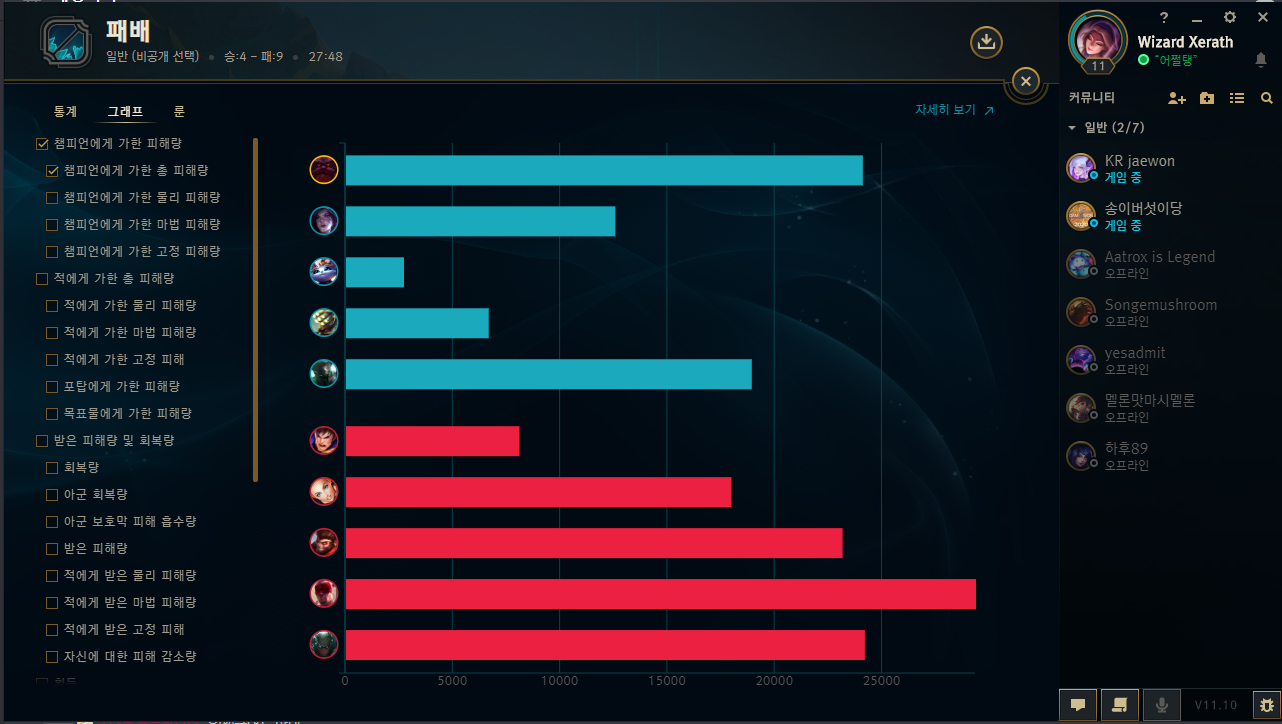 패배
일반 (비공개 선택) 승:4 - 패:9 27:48
?
Wizard Xerath
"어쩔탱"
11
통계 그래프 룬
자세히 보기
커뮤니티
일반 (2/7)
챔피언에게 가한 피해량
챔피언에게 가한 총 피해량
챔피언에게 가한 물리 피해량
챔피언에게 가한 마법 피해량
챔피언에게 가한 고정 피해량
적에게 가한 총 피해량
적에게 가한 물리 피해량
적에게 가한 마법 피해량
적에게 가한 고정 피해
포탑에게 가한 피해량
목표물에게 가한 피해량
받은 피해량 및 회복량
회복량
아군 회복량
아군 보호막 피해 흡수량
받은 피해량
적에게 받은 물리 피해량
적에게 받은 마법 피해량
적에게 받은 고정 피해
자신에 대한 피해 감소량
0 5000 10000 15000 20000 25000
KR jaewon
게임 중
송이버섯이당
게임 중
Aatrox is Legend
오프라인
Songemushroom
오프라인
yesadmit
오프라인
멜론맛마시멜론
오프라인
하후89
오프라인
V11.10